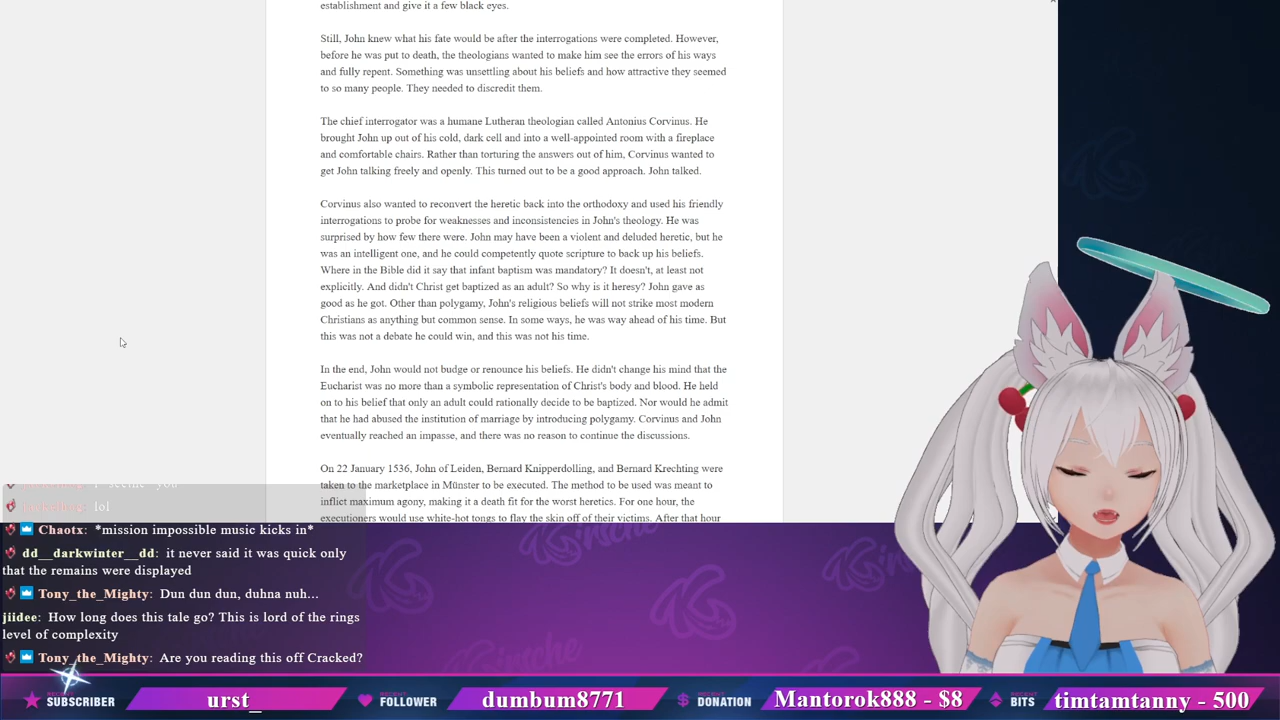 establishment and give it a few black eyes.
Still, John knew what his fate would be after the interrogations were completed. However,
before he was put to death, the theologians wanted to make him see the errors of his ways
and fully repent. Something was unsettling about his beliefs and how attractive they seemed
to so many people. They needed to discredit them.
The chief interrogator was a humane Lutheran theologian called Antonius Corvinus. He
brought John up out of his cold, dark cell and into a well-appointed room with a fireplace
and comfortable chairs. Rather than torturing the answers out of him, Corvinus wanted to
get John talking freely and openly. This turned out to be a good approach. John talked.
Corvinus also wanted to reconvert the heretic back into the orthodoxy and used his friendly
interrogations to probe for weaknesses and inconsistencies in John's theology. He was
surprised by how few there were. John may have been a violent and deluded heretic, but he
was an intelligent one, and he could competently quote scripture to back up his beliefs.
Where in the Bible did it say that infant baptism was mandatory? It doesn't, at least not
explicitly. And didn't Christ get baptized as an adult? So why is it heresy? John gave as
good as he got. Other than polygamy, John's religious beliefs will not strike most modern
Christians as anything but common sense. In some ways, he was way ahead of his time. But
this was not a debate he could win, and this was not his time.
In the end, John would not budge or renounce his beliefs. He didn't change his mind that the
Eucharist was no more than a symbolic representation of Christ's body and blood. He held
on to his belief that only an adult could rationally decide to be baptized. Nor would he admit
that he had abused the institution of marriage by introducing polygamy. Corvinus and John
eventually reached an impasse, and there was no reason to continue the discussions.
On 22 January 1536, John of Leiden, Bernard Knipperdolling, and Bernard Krechting were
taken to the marketplace in Münster to be executed. The method to be used was meant to
inflict maximum agony, making it a death fit for the worst heretics. For one hour, the
executioners would use white-hot tongs to flay the skin off of their victims. After that hour
lol
Chaotx: *mission impossible music kicks in*
dd__darkwinter__dd: it never said it was quick only
that the remains were displayed
Tony_the_Mighty: Dun dun dun, duhna nuh...
jiidee: How long does this tale go? This is lord of the rings
level of complexity
Tony_the_Mighty: Are you reading this off Cracked?
RECENT SUBSCRIBER
urst_
RECENT FOLLOWER
dumbum8771
RECENT DONATION
Mantorok888 - $8
RECENT BITS
timtamtanny - 500